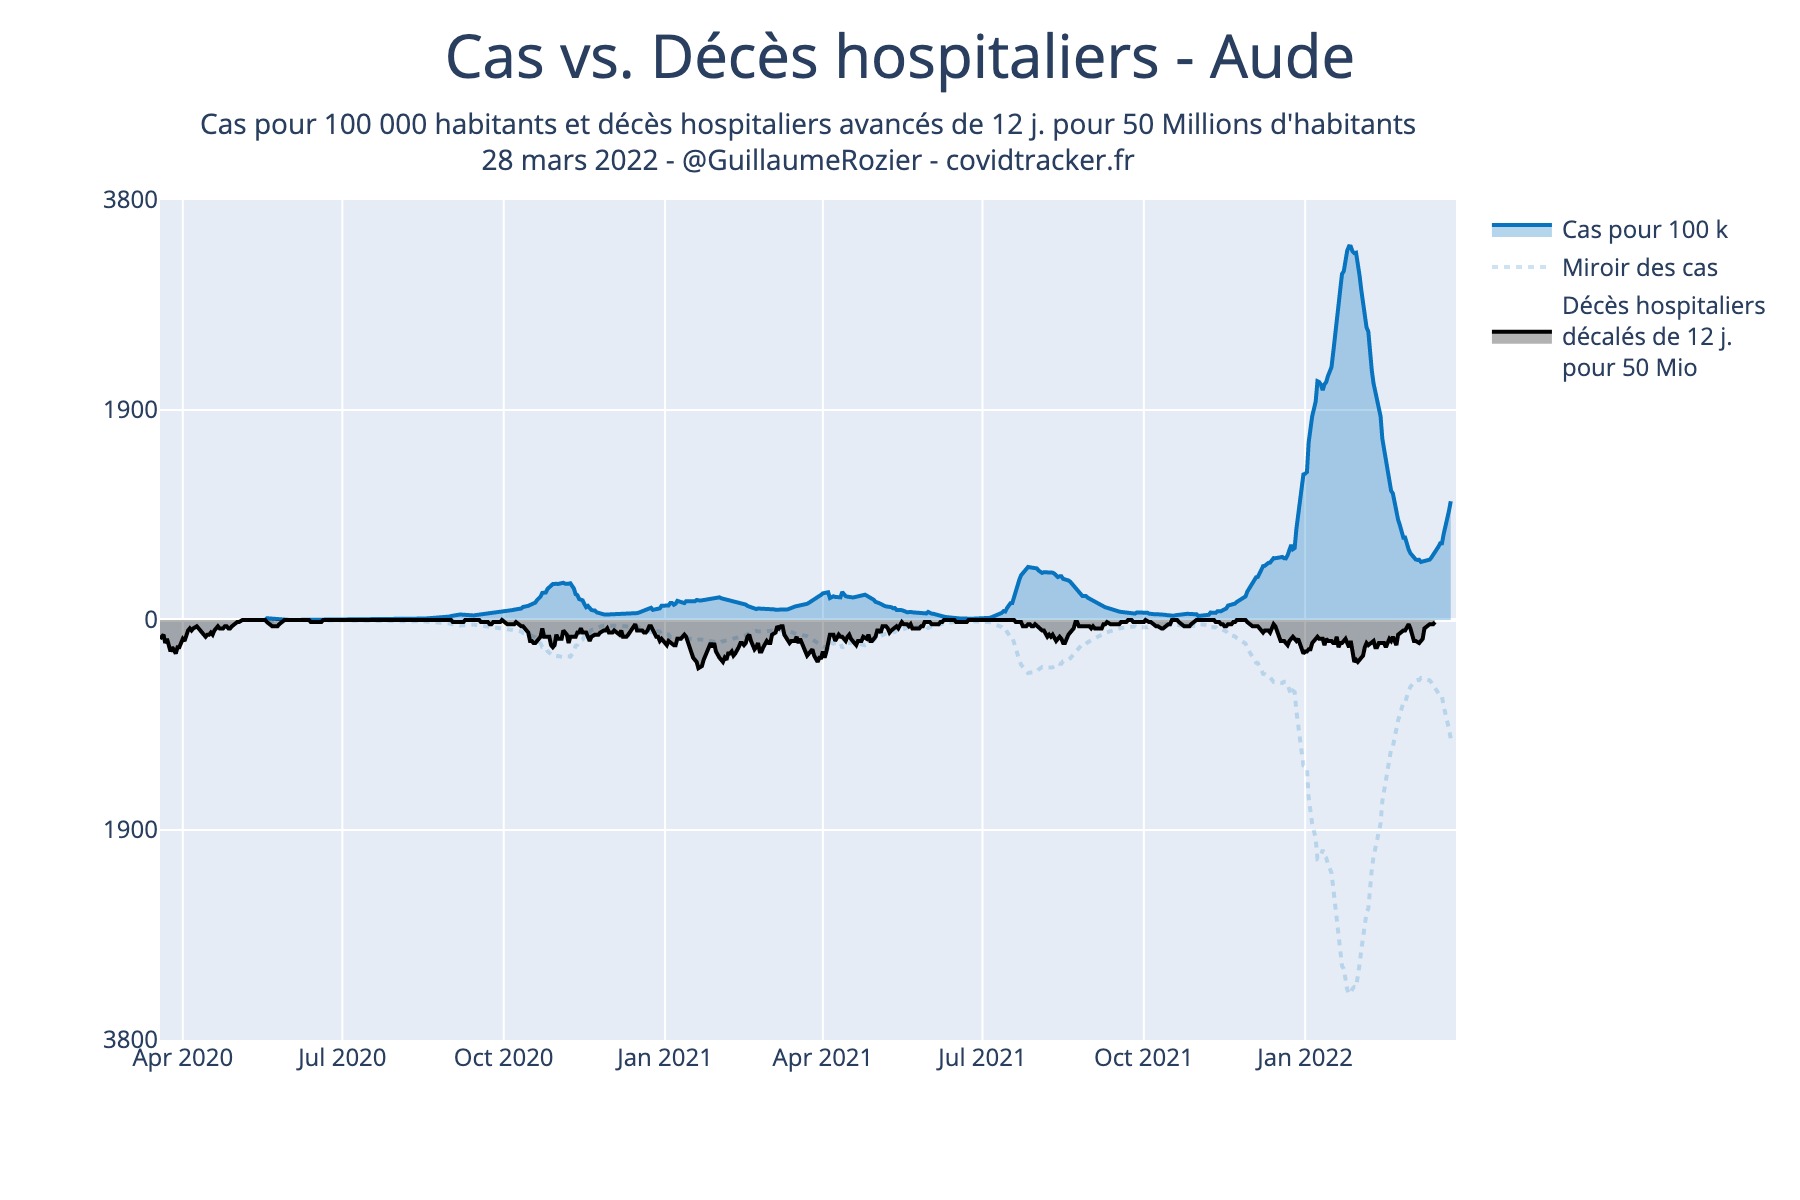 Cas vs. Décès hospitaliers - Aude
Cas pour 100 000 habitants et décès hospitaliers avancés de 12 j. pour 50 Millions d'habitants
28 mars 2022 - @GuillaumeRozier - covidtracker.fr
3800
1900
0
1900
3800
Apr 2020
Jul 2020
Oct 2020
Jan 2021
Apr 2021
Jul 2021
Oct 2021
Jan 2022
Cas pour 100 k
Miroir des cas
Décès hospitaliers
décalés de 12 j.
pour 50 Mio